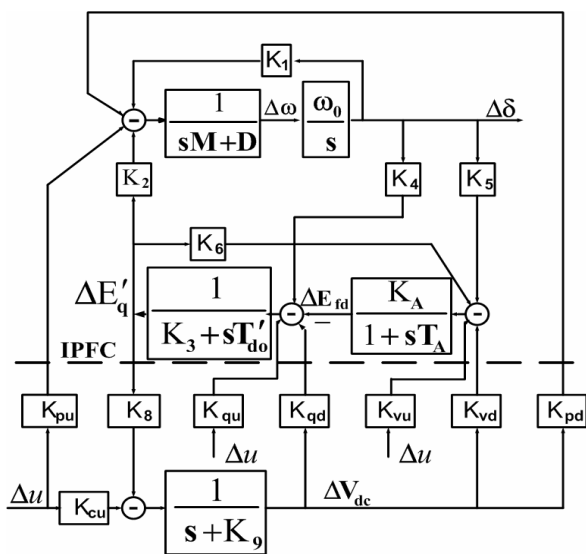 K1
1
sM+D
Δω
ω0
s
Δδ
K2
K4
K5
K6
ΔE′q
1
K3+sT′do
ΔEfd
KA
1+sTA
IPFC
Kpu
K8
Kqu
Kqd
Kvu
Kvd
Kpd
Δu
Δu
Δu
Kcu
1
s+K9
ΔVdc